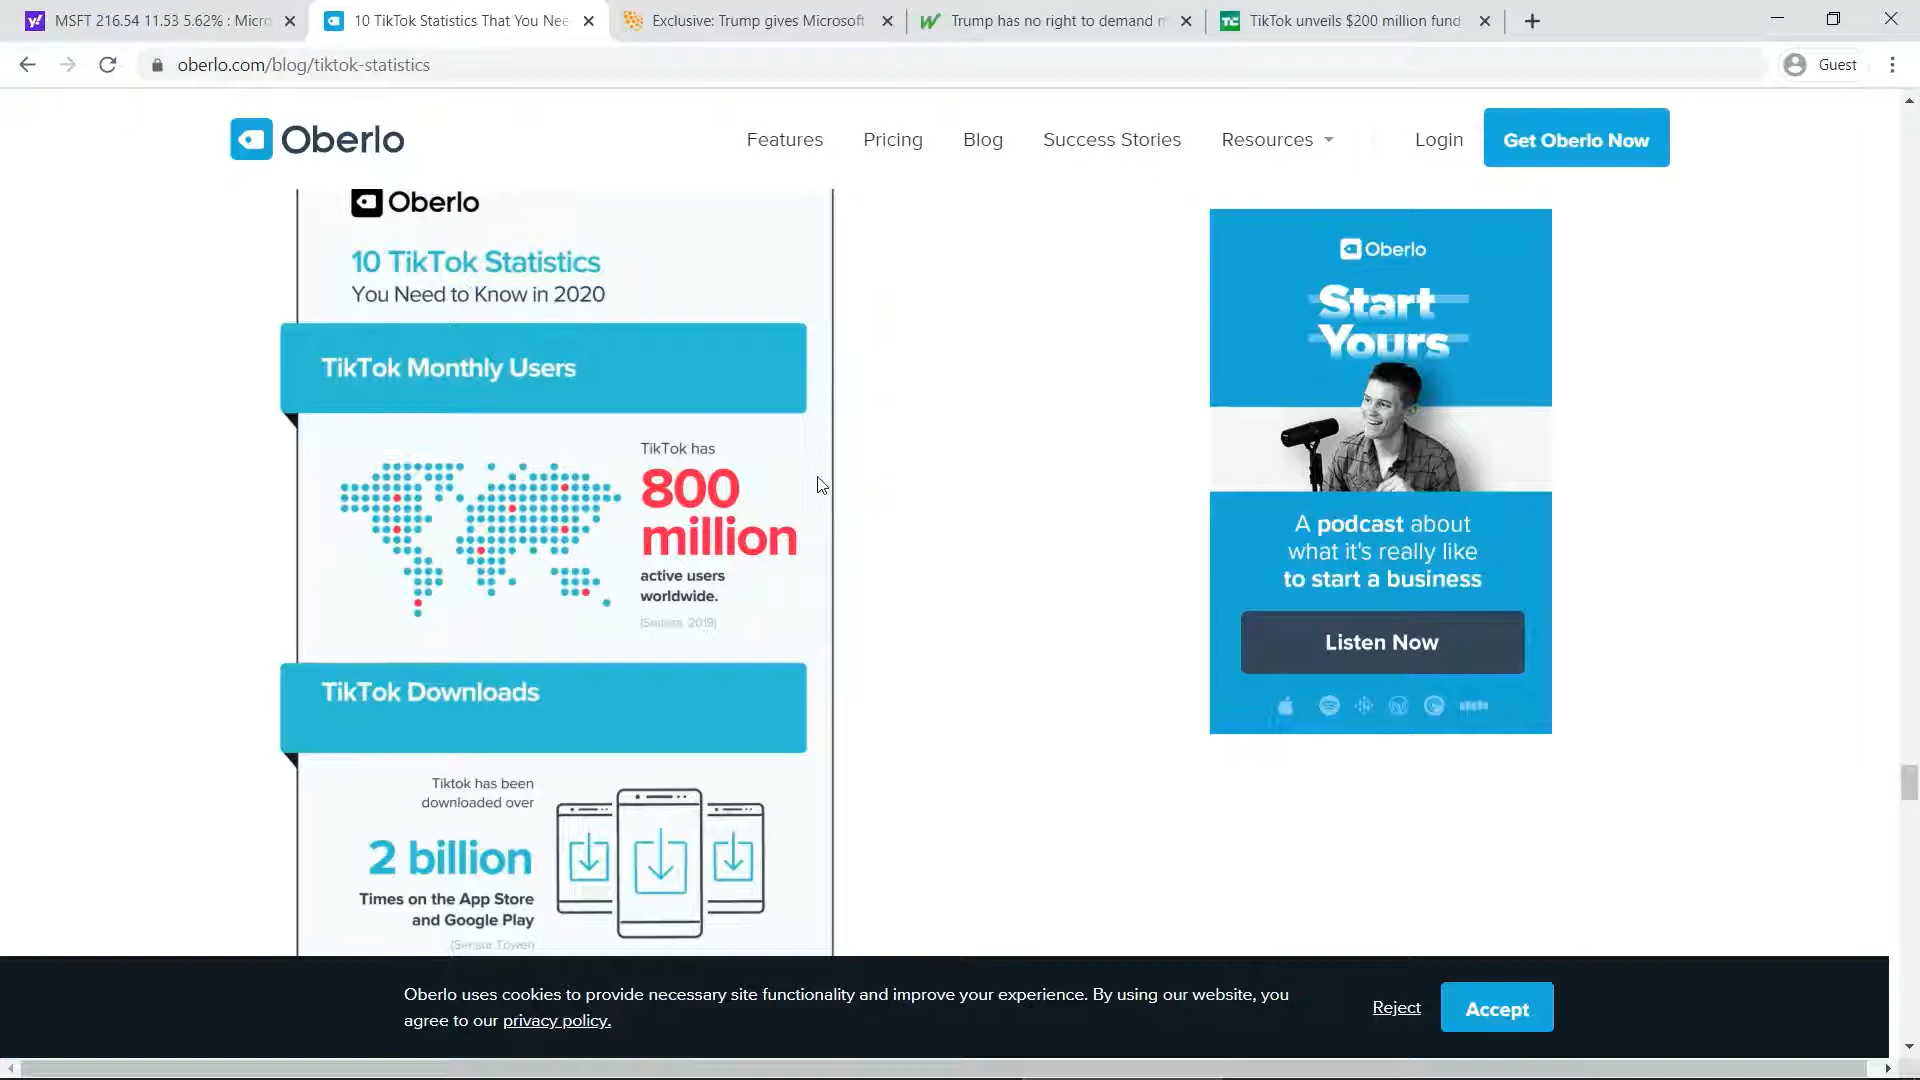 MSFT 216.54 11.53 5.62% : Micro
10 TikTok Statistics That You Nee
Exclusive: Trump gives Microsoft
Trump has no right to demand m
TikTok unveils $200 million fund
oberlo.com/blog/tiktok-statistics
Guest
Oberlo
Features
Pricing
Blog
Success Stories
Resources
Login
Get Oberlo Now
Oberlo
10 TikTok Statistics
You Need to Know in 2020
TikTok Monthly Users
TikTok has
800
million
active users
worldwide.
TikTok Downloads
Tiktok has been
downloaded over
2 billion
Times on the App Store
and Google Play
(Sensor Tower)
Oberlo
Start
Yours
A podcast about
what it's really like
to start a business
Listen Now
Oberlo uses cookies to provide necessary site functionality and improve your experience. By using our website, you
agree to our privacy policy.
Reject
Accept